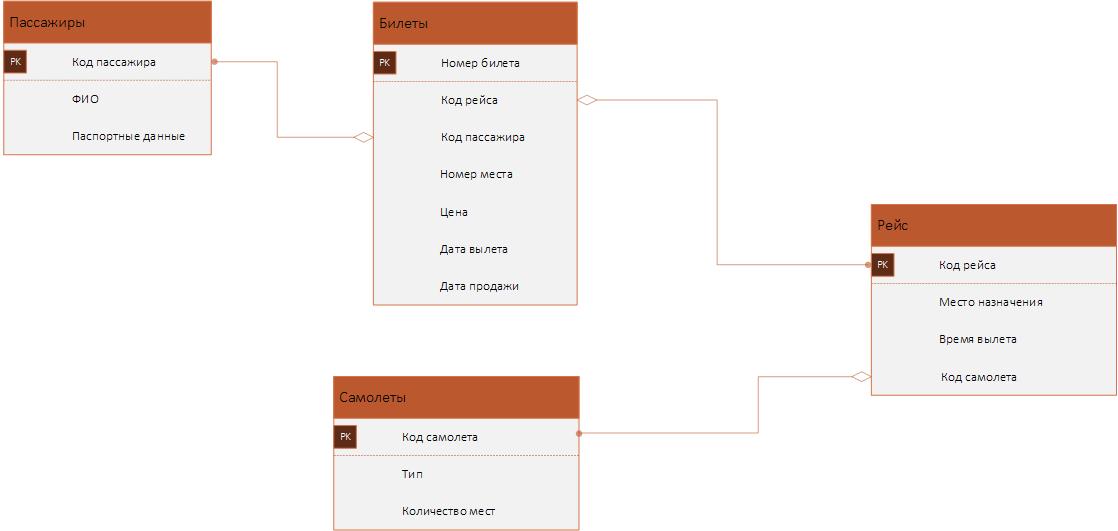 Пассажиры
PK Код пассажира
ФИО
Паспортные данные
Билеты
PK Номер билета
Код рейса
Код пассажира
Номер места
Цена
Дата вылета
Дата продажи
Рейс
PK Код рейса
Место назначения
Время вылета
Код самолета
Самолеты
PK Код самолета
Тип
Количество мест